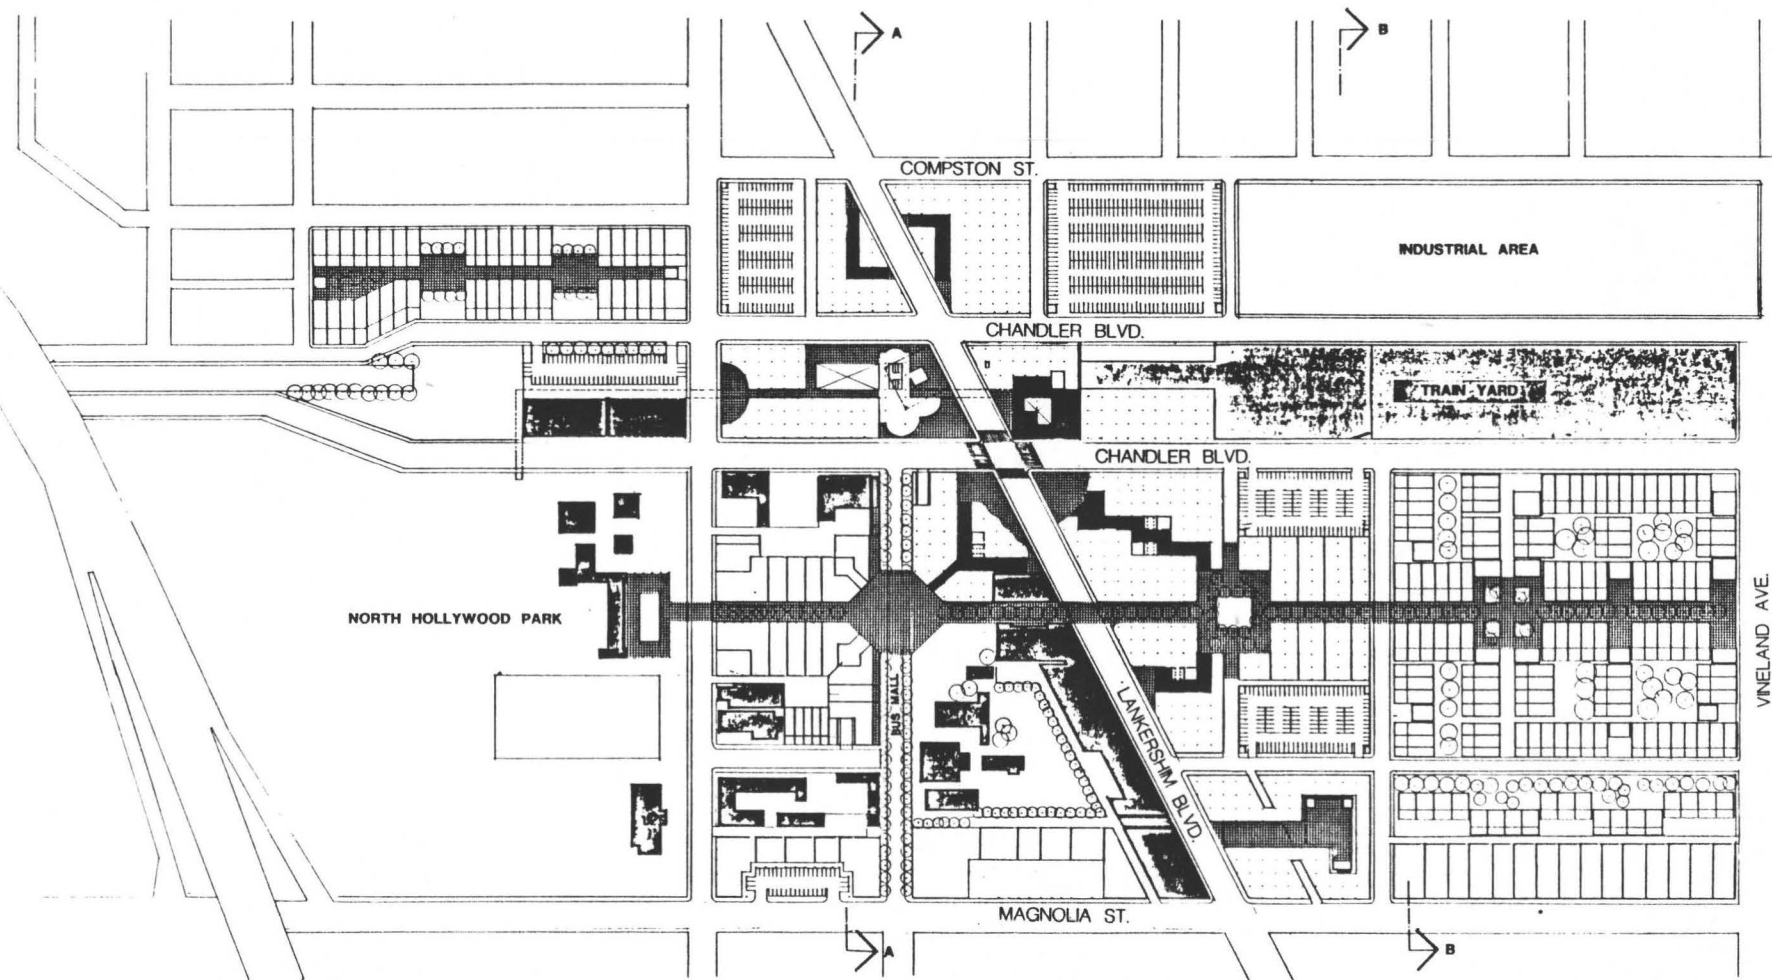 A
B
COMPSTON ST.
INDUSTRIAL AREA
CHANDLER BLVD.
TRAIN YARD
CHANDLER BLVD.
NORTH HOLLYWOOD PARK
BUS MALL
LANKERSHIM BLVD.
VINELAND AVE.
MAGNOLIA ST.
A
B